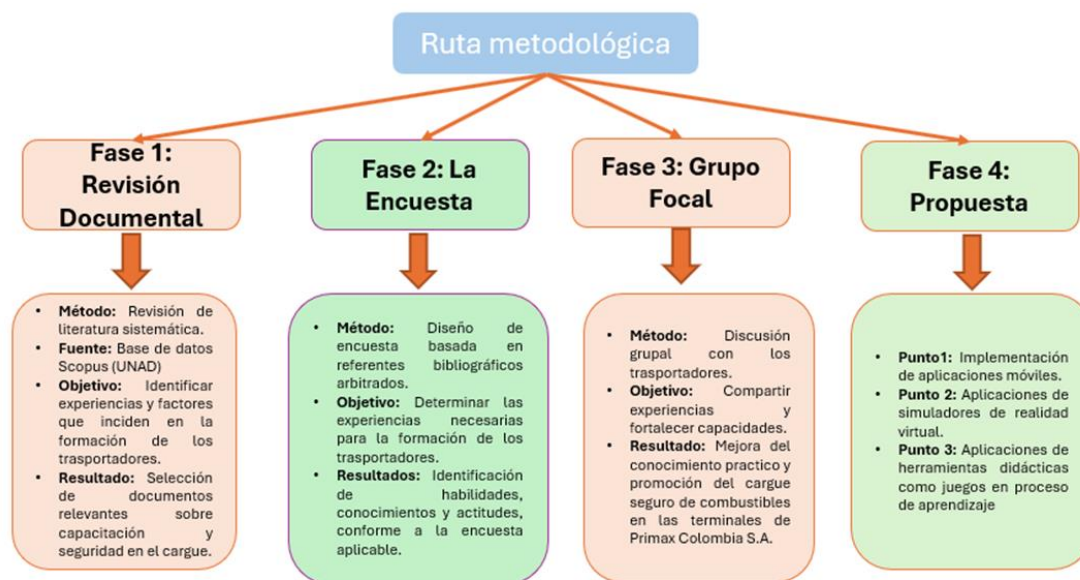 Ruta metodológica
Fase 1:
Revisión
Documental
• Método: Revisión de
literatura sistemática.
• Fuente: Base de datos
Scopus (UNAD)
• Objetivo: Identificar
experiencias y factores
que inciden en la
formación de los
trasportadores.
• Resultado: Selección
de documentos
relevantes sobre
capacitación y
seguridad en el cargue.
Fase 2: La
Encuesta
• Método: Diseño de
encuesta basada en
referentes bibliográficos
arbitrados.
• Objetivo: Determinar las
experiencias necesarias
para la formación de los
trasportadores.
• Resultados: Identificación
de habilidades,
conocimientos y actitudes,
conforme a la encuesta
aplicable.
Fase 3: Grupo
Focal
• Método: Discusión
grupal con los
trasportadores.
• Objetivo: Compartir
experiencias y
fortalecer capacidades.
• Resultado: Mejora del
conocimiento practico y
promoción del cargue
seguro de combustibles
en las terminales de
Primax Colombia S.A.
Fase 4:
Propuesta
• Punto1: Implementación
de aplicaciones móviles.
• Punto 2: Aplicaciones de
simuladores de realidad
virtual.
• Punto 3: Aplicaciones de
herramientas didácticas
como juegos en proceso
de aprendizaje